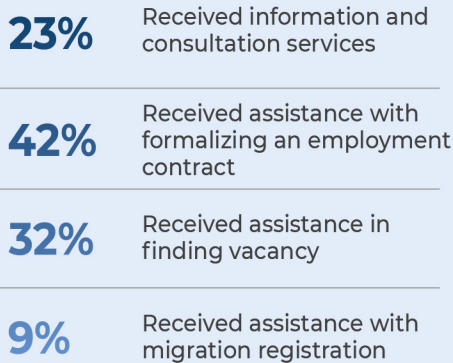 23%
Received information and
consultation services
42%
Received assistance with
formalizing an employment
contract
32%
Received assistance in
finding vacancy
9%
Received assistance with
migration registration